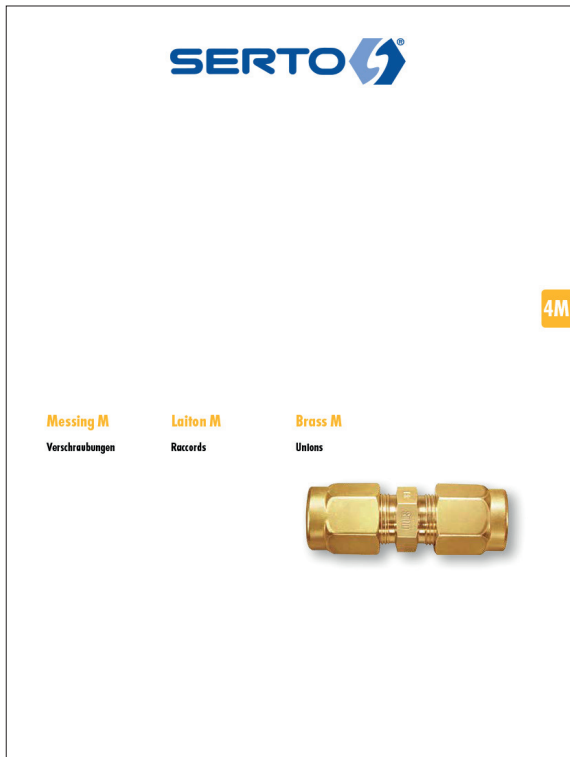 SERTO®
4M
Messing M
Laiton M
Brass M
Verschraubungen
Raccords
Unions